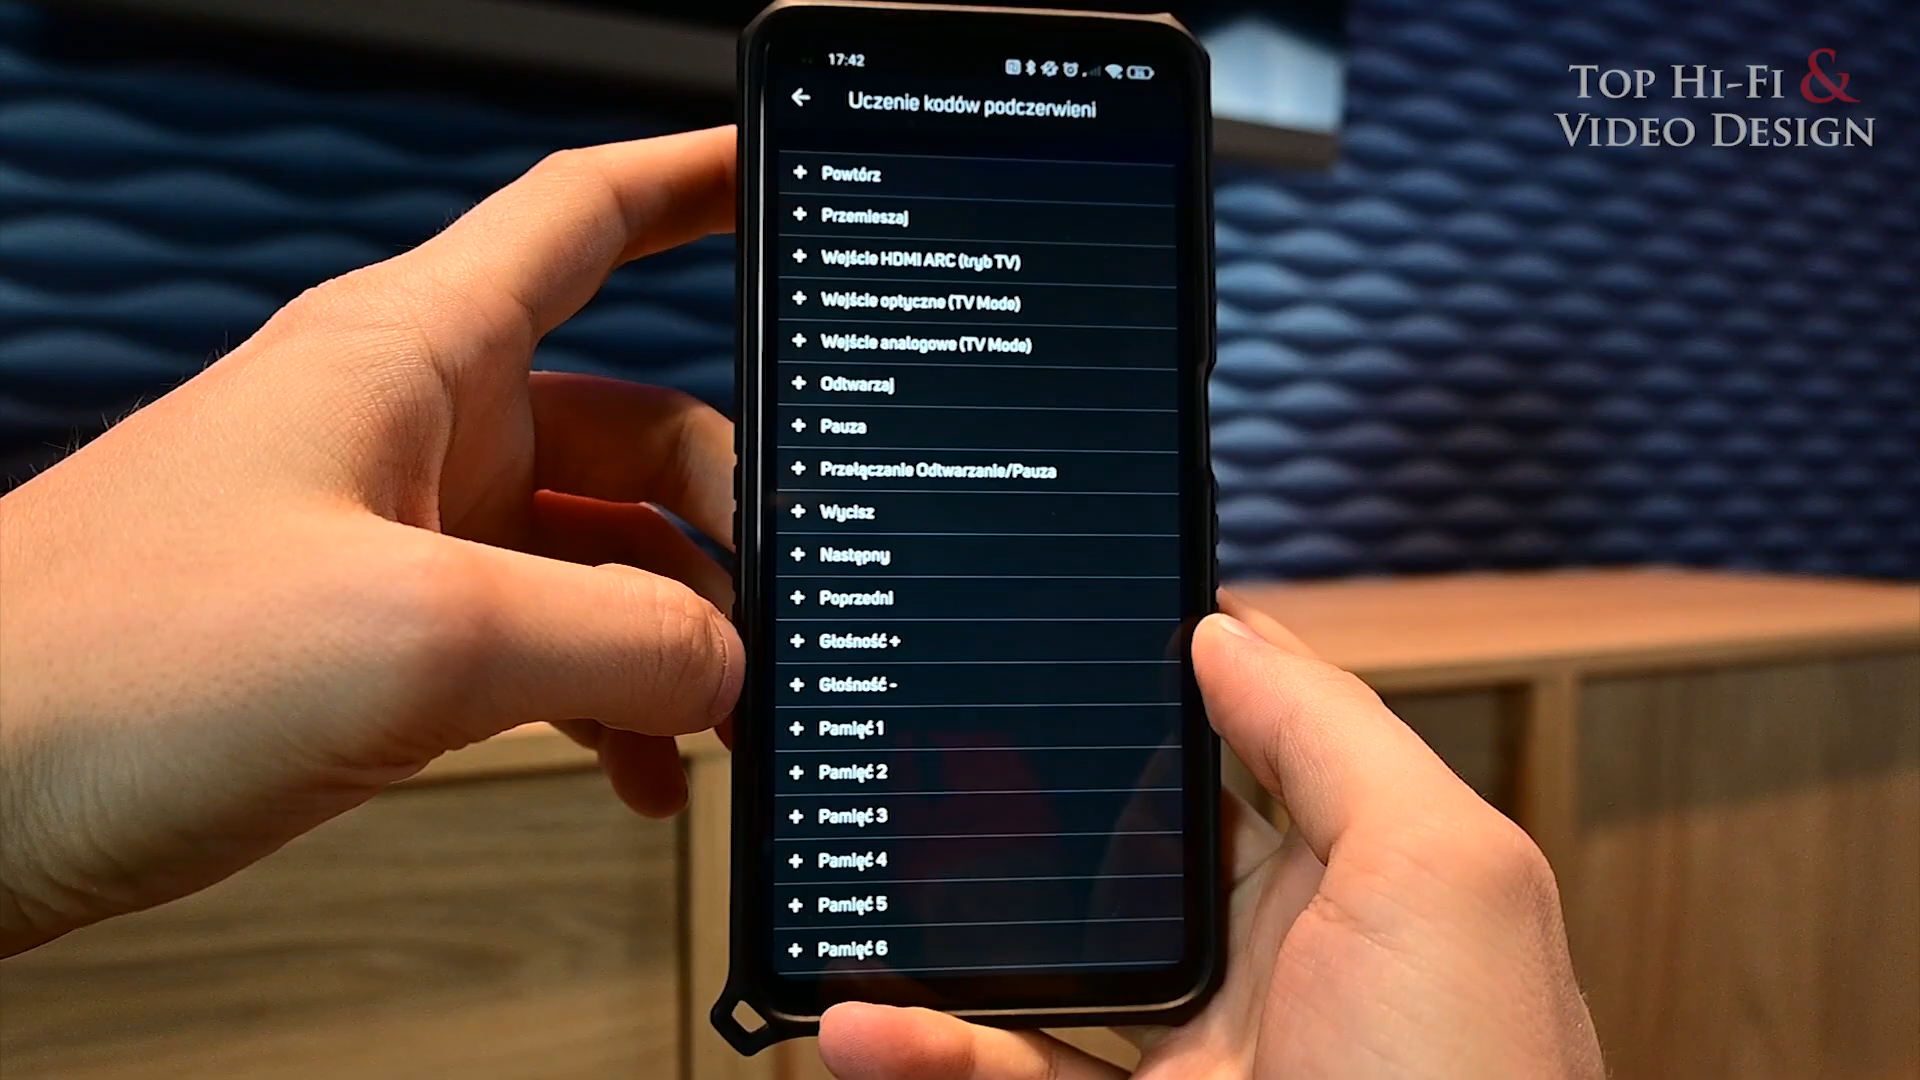 17:42
TOP HI-FI &
VIDEO DESIGN
Uczenie kodów podczerwieni
Powtórz
Przemieszaj
Wejście HDMI ARC (tryb TV)
Wejście optyczne (TV Mode)
Wejście analogowe (TV Mode)
Odtwarzaj
Pauza
Przełączanie Odtwarzanie/Pauza
Wycisz
Następny
Poprzedni
Głośność +
Głośność -
Pamięć 1
Pamięć 2
Pamięć 3
Pamięć 4
Pamięć 5
Pamięć 6